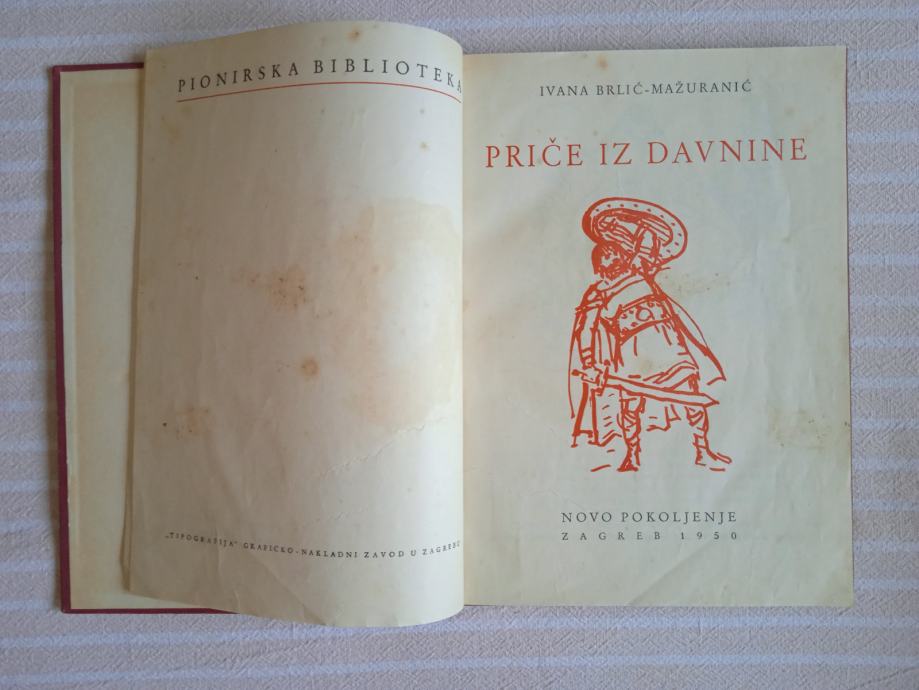 PIONIRSKA BIBLIOTEKA
„TIPOGRAFIJA" GRAFIČKO-NAKLADNI ZAVOD U ZAGREBU
IVANA BRLIĆ-MAŽURANIĆ
PRIČE IZ DAVNINE
NOVO POKOLJENJE
ZAGREB 1950